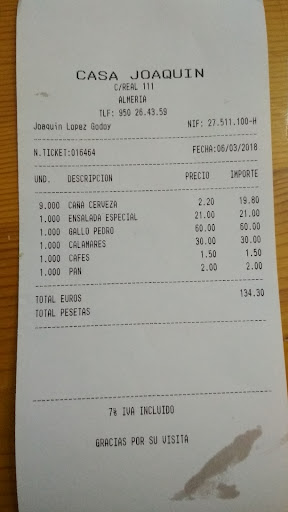 CASA JOAQUIN
C/REAL 111
ALMERIA
TLF: 950 26.43.59
Joaquin Lopez Godoy NIF: 27.511.100-H
N.TICKET:016464 FECHA:06/03/2018
UND. DESCRIPCION PRECIO IMPORTE
9.000 CAÑA CERVEZA 2.20 19.80
1.000 ENSALADA ESPECIAL 21.00 21.00
1.000 GALLO PEDRO 60.00 60.00
1.000 CALAMARES 30.00 30.00
1.000 CAFES 1.50 1.50
1.000 PAN 2.00 2.00
TOTAL EUROS 134.30
TOTAL PESETAS
7% IVA INCLUIDO
GRACIAS POR SU VISITA